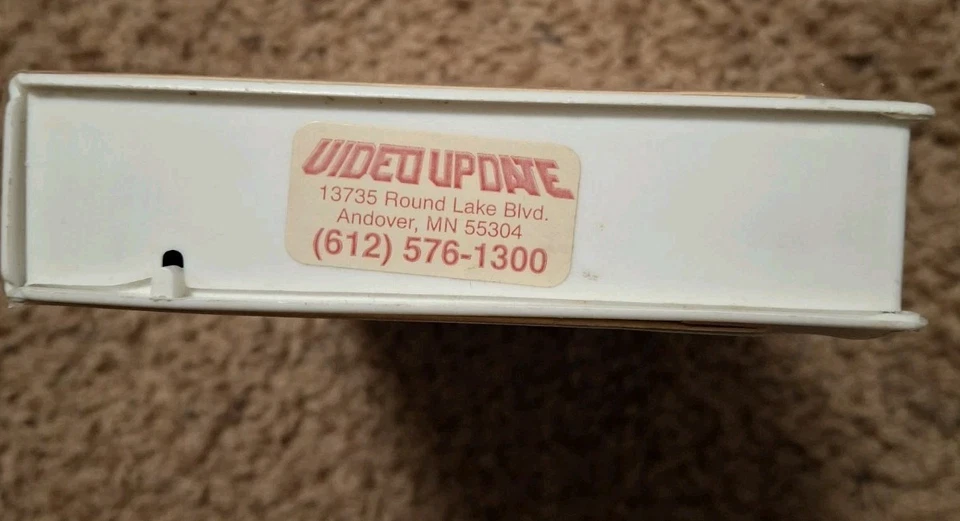 VIDEO UPDATE
13735 Round Lake Blvd.
Andover, MN 55304
(612) 576-1300